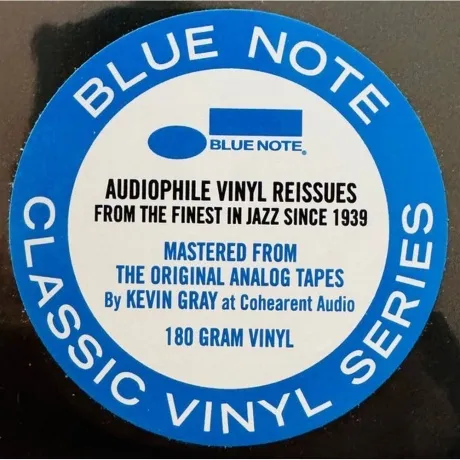 BLUE NOTE
BLUE NOTE®
AUDIOPHILE VINYL REISSUES
FROM THE FINEST IN JAZZ SINCE 1939
MASTERED FROM
THE ORIGINAL ANALOG TAPES
By KEVIN GRAY at Cohearent Audio
180 GRAM VINYL
CLASSIC VINYL SERIES